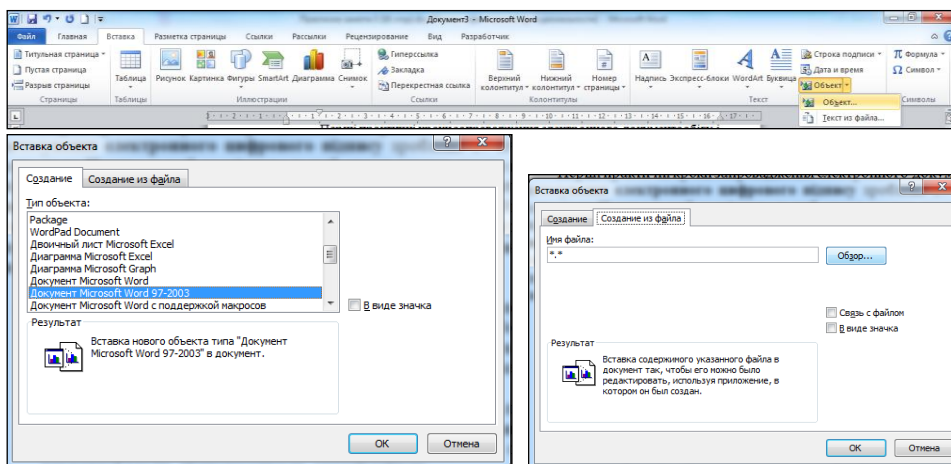 Документ3 - Microsoft Word
Файл Главная Вставка Разметка страницы Ссылки Рассылки Рецензирование Вид Разработчик
Титульная страница
Пустая страница
Разрыв страницы
Страницы
Таблица
Таблицы
Рисунок Картинка Фигуры SmartArt Диаграмма Снимок
Иллюстрации
Гиперссылка
Закладка
Перекрестная ссылка
Ссылки
Верхний колонтитул Нижний колонтитул Номер страницы
Колонтитулы
Надпись Экспресс-блоки WordArt Буквица
Строка подписи
Дата и время
Объект
Текст
Объект...
Текст из файла...
Формула
Символ
Символы
Вставка объекта
Создание Создание из файла
Тип объекта:
Package
WordPad Document
Двоичный лист Microsoft Excel
Диаграмма Microsoft Excel
Диаграмма Microsoft Graph
Документ Microsoft Word
Документ Microsoft Word 97-2003
Документ Microsoft Word с поддержкой макросов
В виде значка
Результат
Вставка нового объекта типа "Документ
Microsoft Word 97-2003" в документ.
ОК Отмена
Вставка объекта
Создание Создание из файла
Имя файла:
*.*
Обзор...
Связь с файлом
В виде значка
Результат
Вставка содержимого указанного файла в
документ так, чтобы его можно было
редактировать, используя приложение, в
котором он был создан.
ОК Отмена